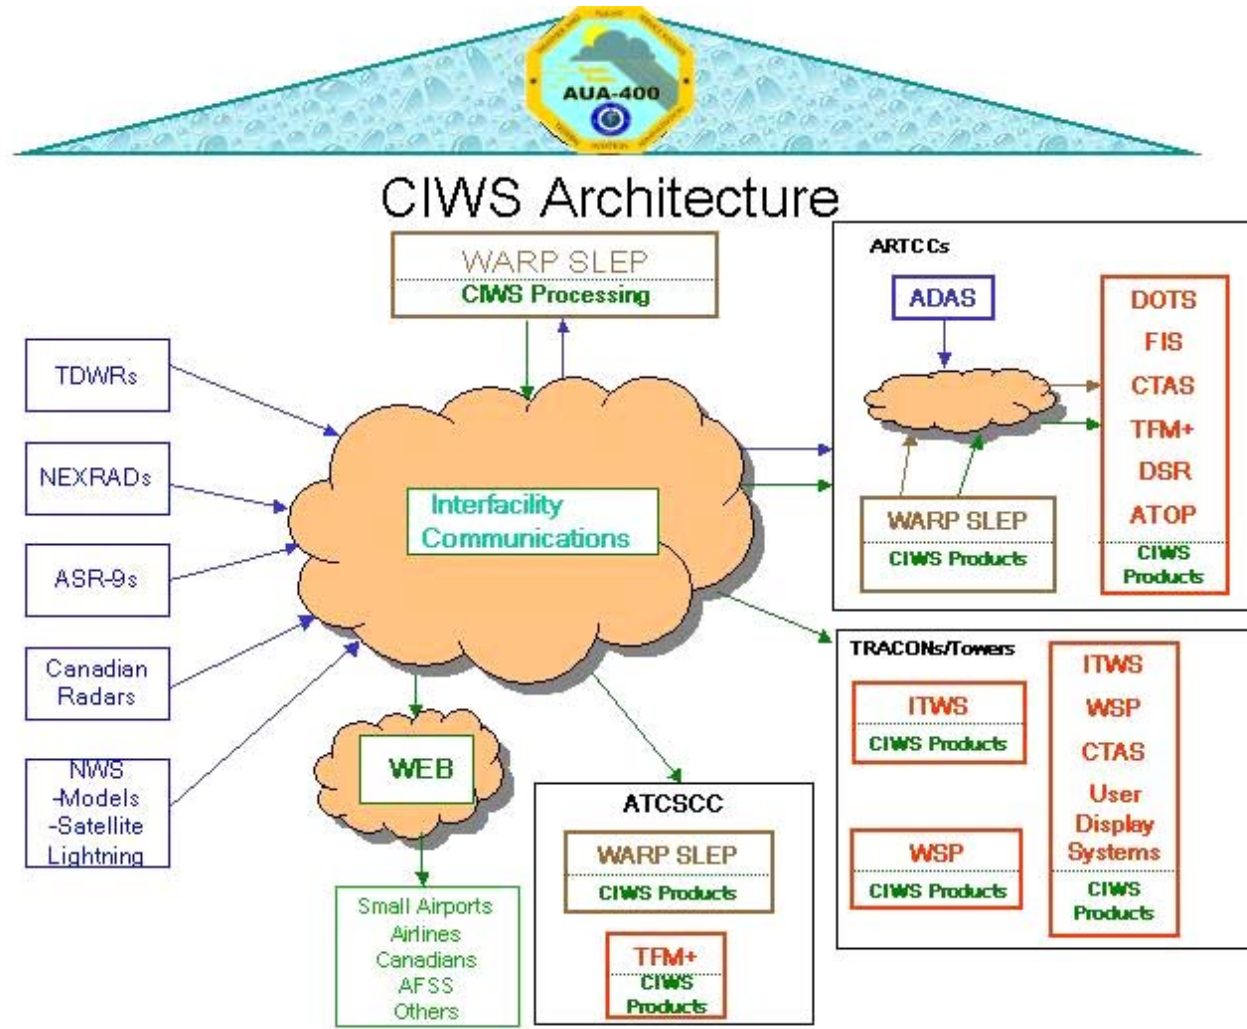 AUA-400
CIWS Architecture
WARP SLEP
CIWS Processing
TDWRs
NEXRADs
ASR-9s
Canadian
Radars
NWS
-Models
-Satellite
Lightning
Interfacility
Communications
WEB
Small Airports
Airlines
Canadians
AFSS
Others
ATCSCC
WARP SLEP
CIWS Products
TFM+
CIWS
Products
ARTCCs
ADAS
WARP SLEP
CIWS Products
DOTS
FIS
CTAS
TFM+
DSR
ATOP
CIWS
Products
TRACONs/Towers
ITWS
CIWS Products
WSP
CIWS Products
ITWS
WSP
CTAS
User
Display
Systems
CIWS
Products